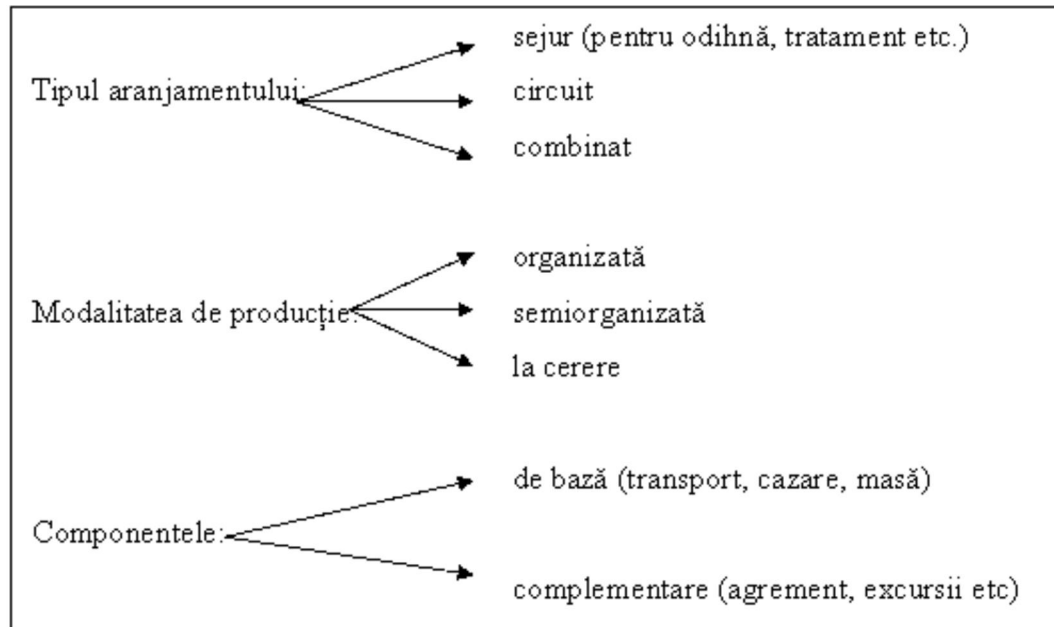 sejur (pentru odihnă, tratament etc.)
Tipul aranjamentului:
circuit
combinat
organizată
Modalitatea de producţie:
semiorganizată
la cerere
de bază (transport, cazare, masă)
Componentele:
complementare (agrement, excursii etc)